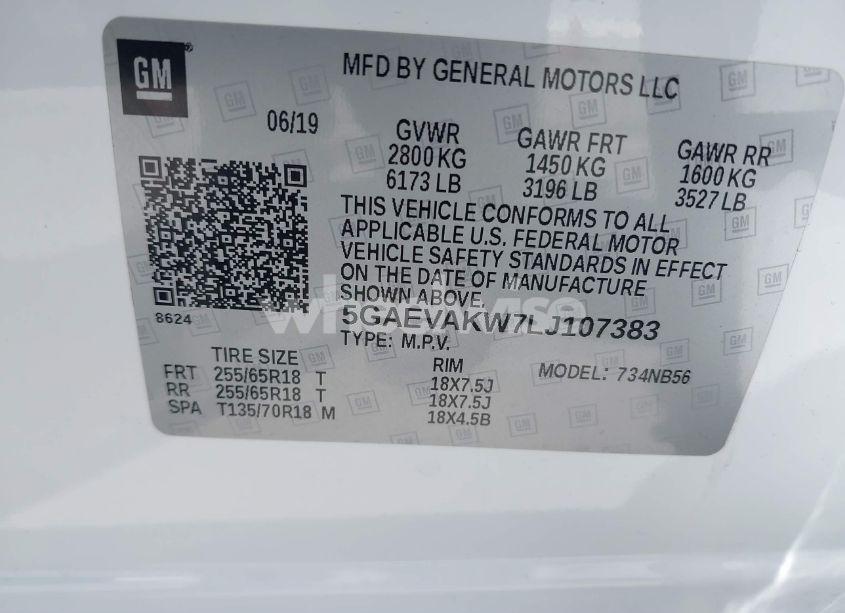 GM
MFD BY GENERAL MOTORS LLC
06/19
GVWR
2800 KG
6173 LB
GAWR FRT
1450 KG
3196 LB
GAWR RR
1600 KG
3527 LB
THIS VEHICLE CONFORMS TO ALL
APPLICABLE U.S. FEDERAL MOTOR
VEHICLE SAFETY STANDARDS IN EFFECT
ON THE DATE OF MANUFACTURE
SHOWN ABOVE.
8624
5GAEVAKW7LJ107383
TYPE: M.P.V.
TIRE SIZE RIM
FRT 255/65R18 T 18X7.5J
RR 255/65R18 T 18X7.5J
SPA T135/70R18 M 18X4.5B
MODEL: 734NB56